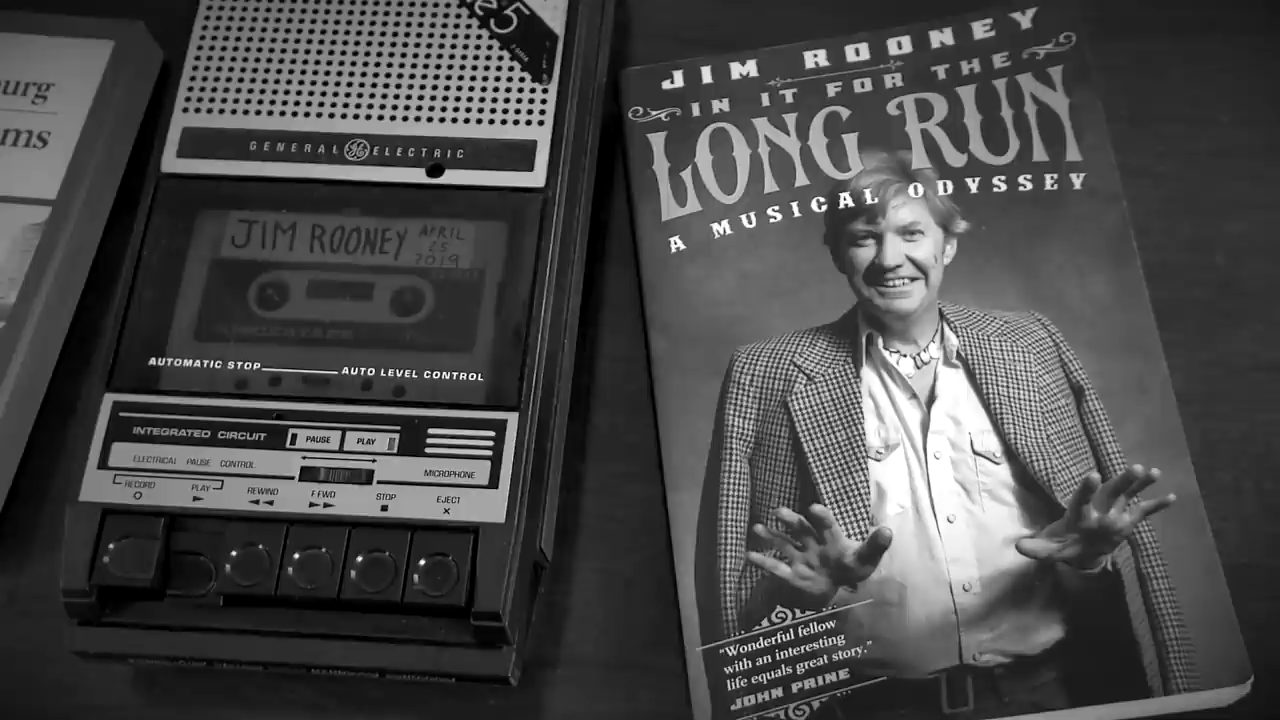 urg
ms
e5
GENERAL GE ELECTRIC
JIM ROONEY
APRIL
25
2019
AUTOMATIC STOP AUTO LEVEL CONTROL
INTEGRATED CIRCUIT
PAUSE PLAY
ELECTRICAL PAUSE CONTROL
MICROPHONE
RECORD PLAY REWIND F.FWD STOP EJECT
JIM ROONEY
IN IT FOR THE
LONG RUN
A MUSICAL ODYSSEY
"Wonderful fellow
with an interesting
life equals great story."
JOHN PRINE